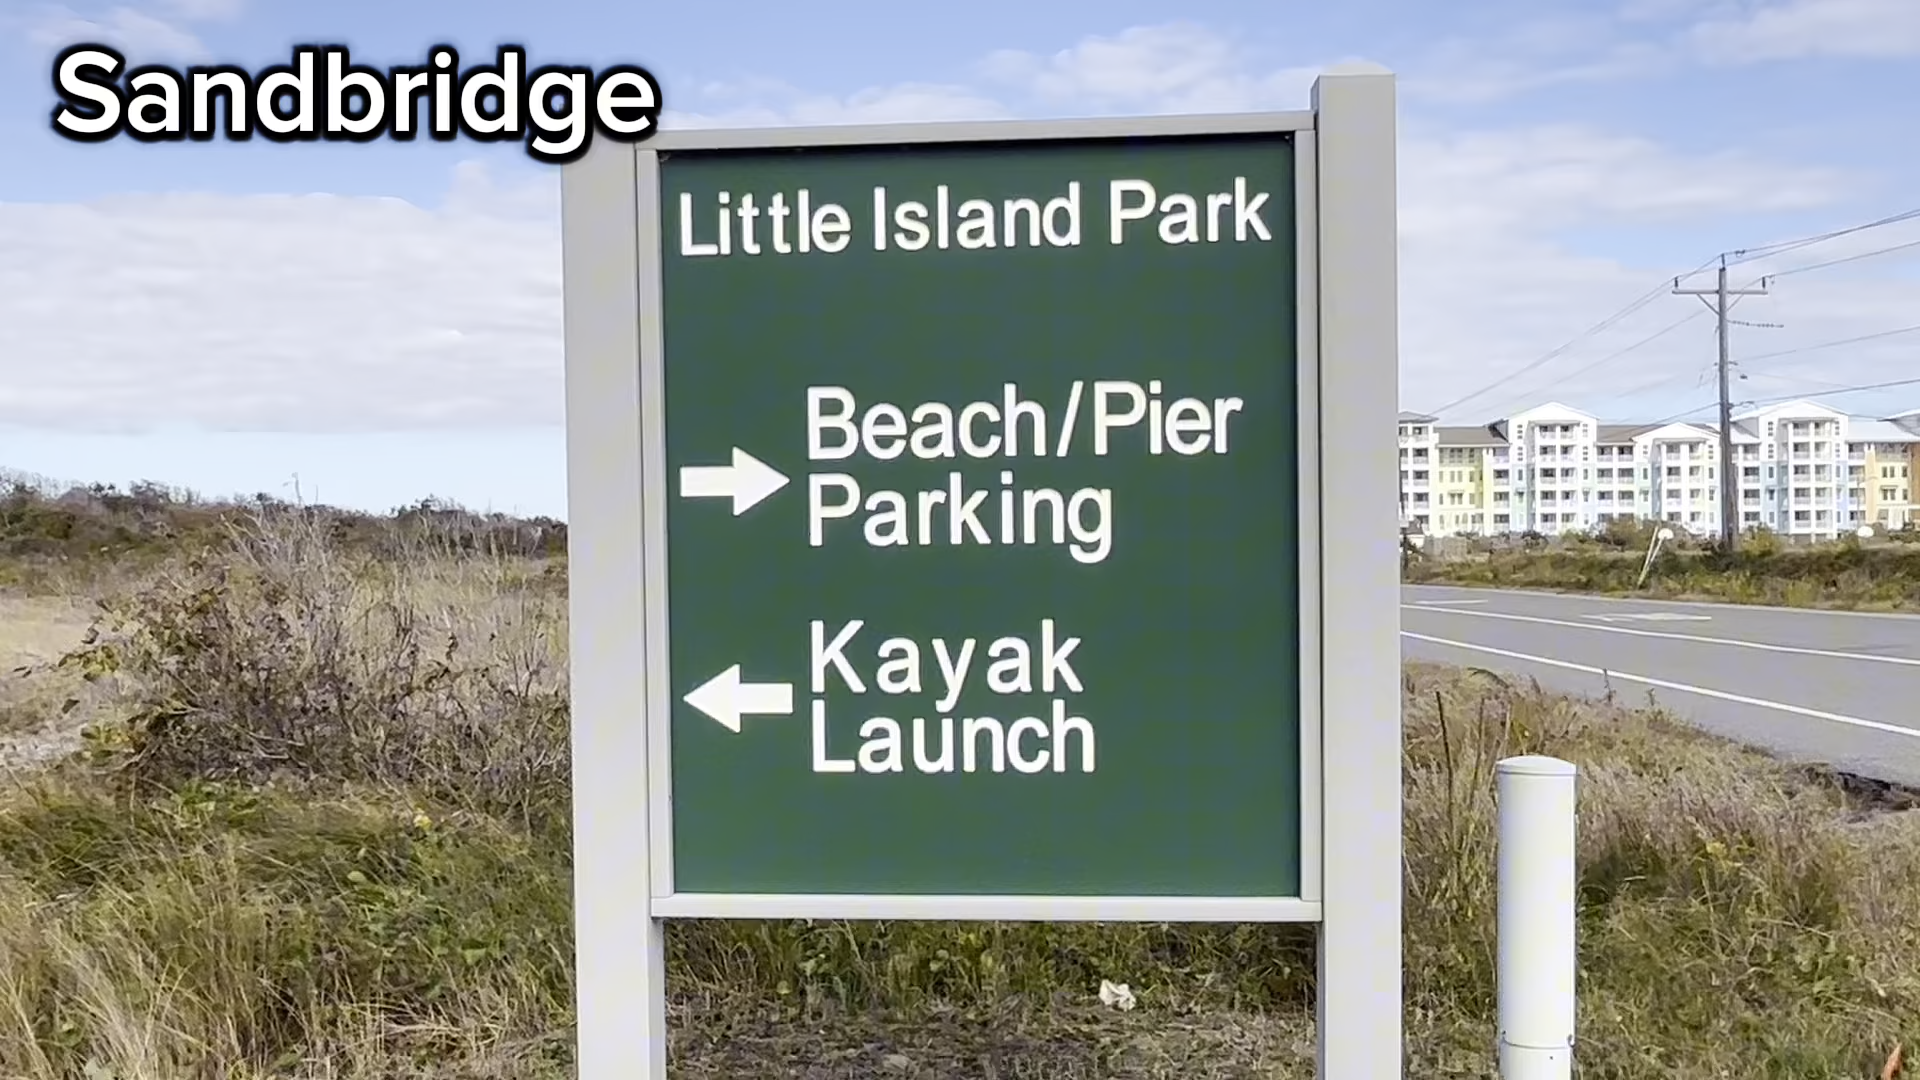 Sandbridge
Little Island Park
Beach/Pier
Parking
Kayak
Launch